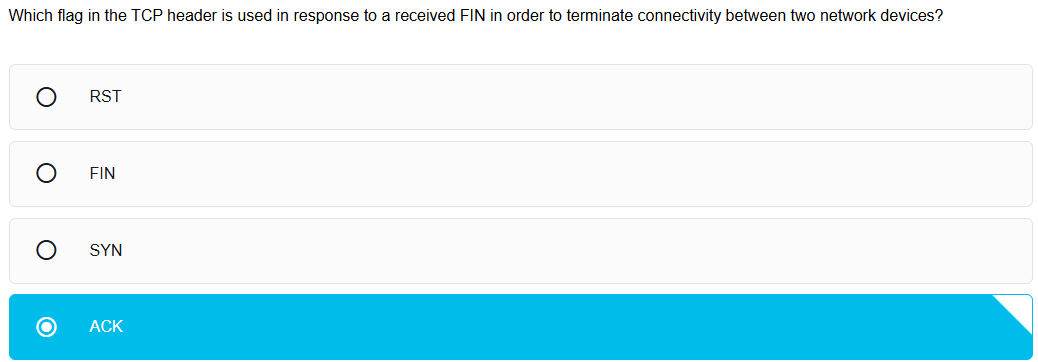 Which flag in the TCP header is used in response to a received FIN in order to terminate connectivity between two network devices?
RST
FIN
SYN
ACK